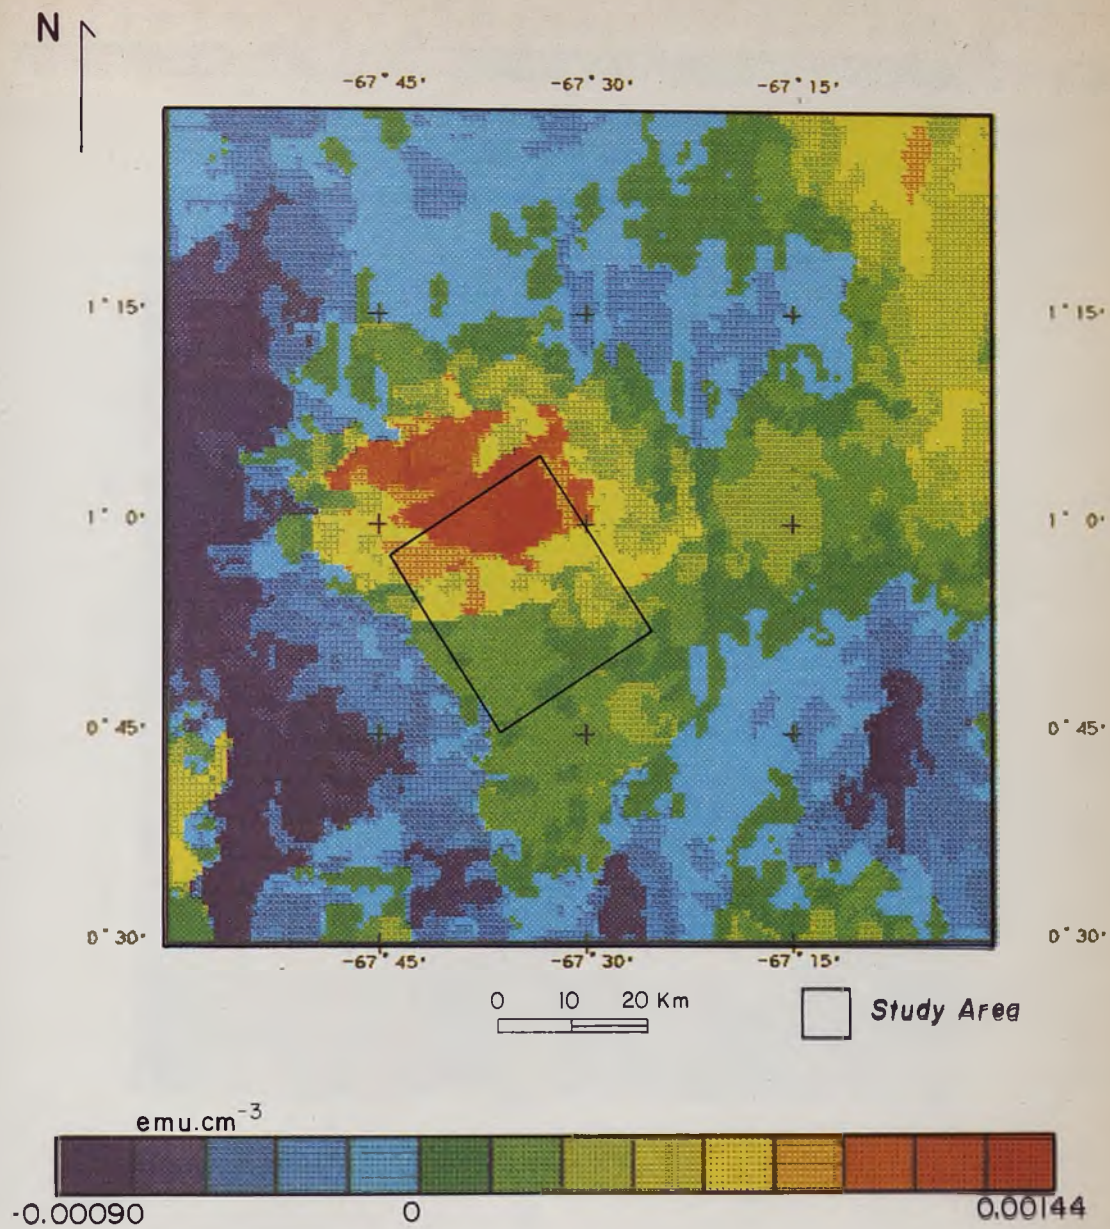 N
-67° 45' -67° 30' -67° 15'
1° 15' 1° 15'
1° 0' 1° 0'
0° 45' 0° 45'
0° 30' 0° 30'
-67° 45' -67° 30' -67° 15'
0 10 20 Km
Study Area
emu.cm⁻³
-0.00090 0 0.00144